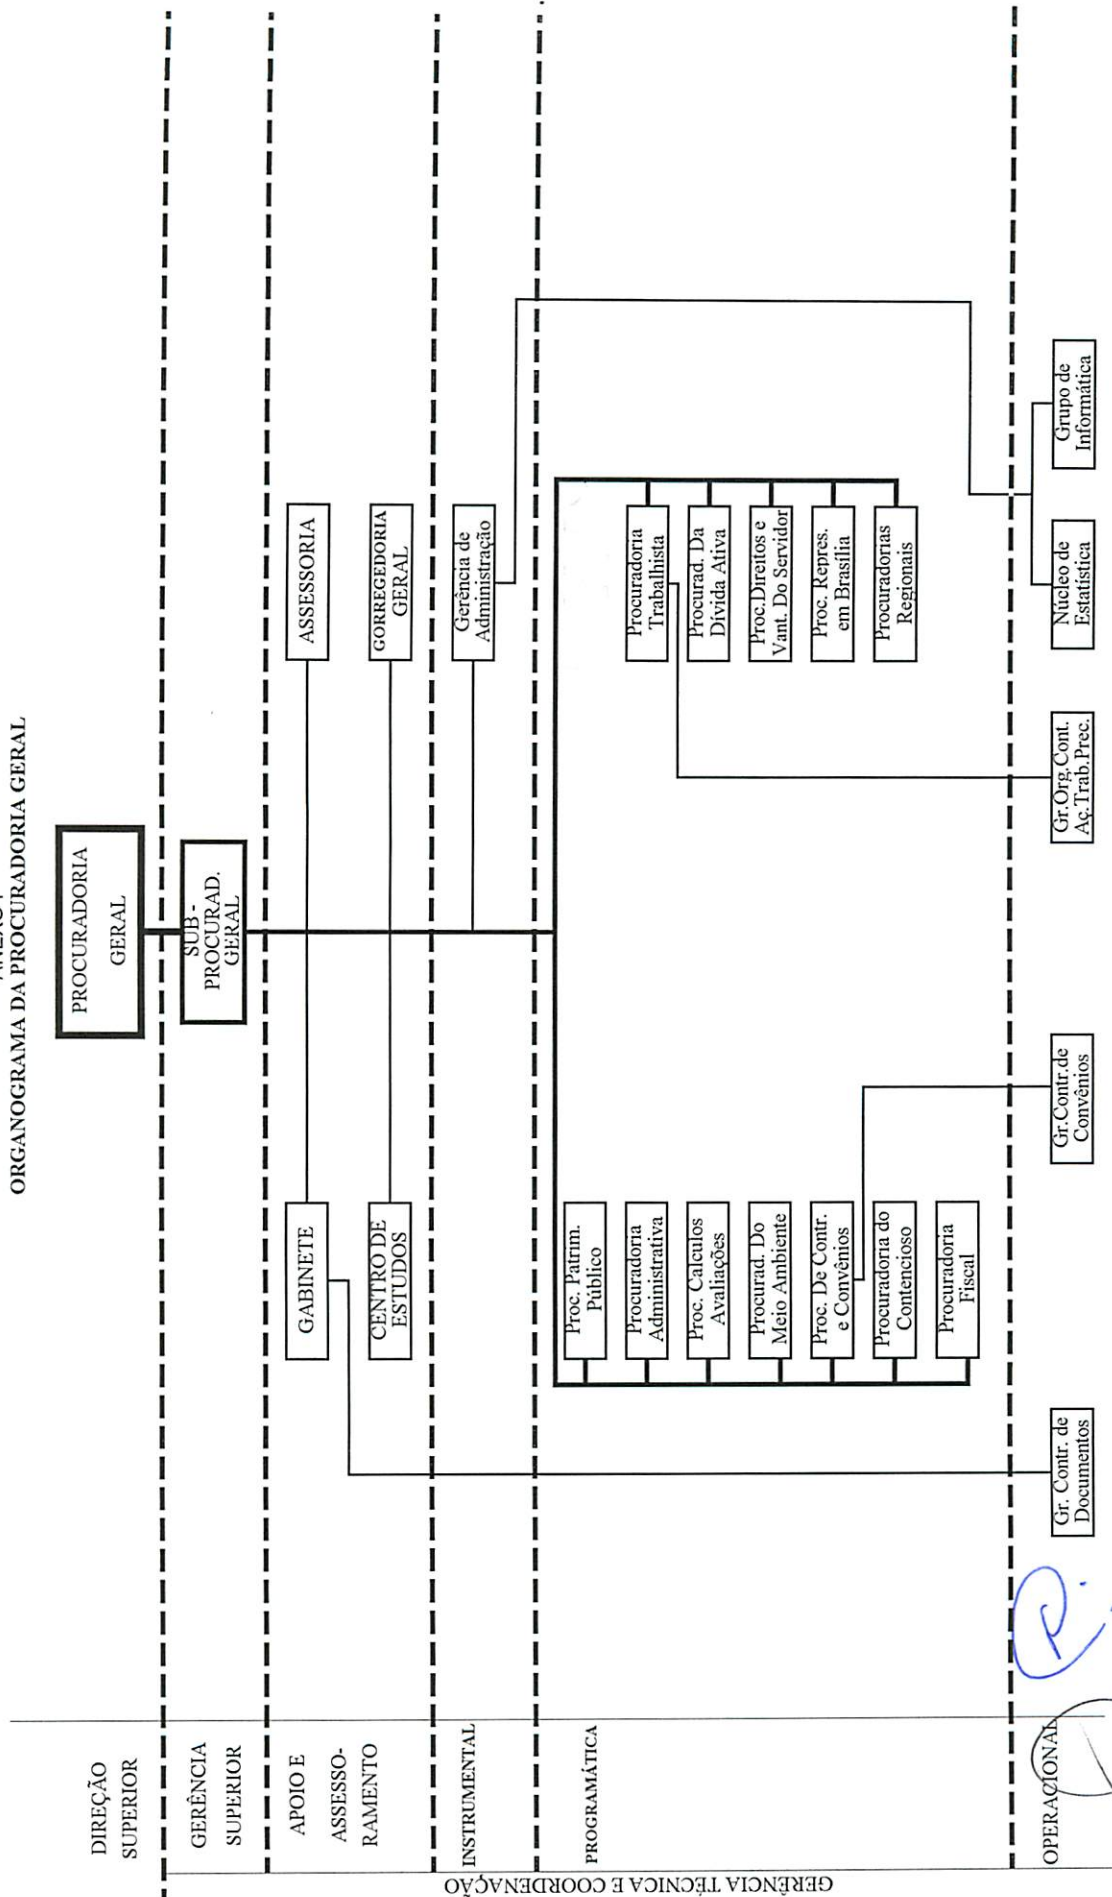 ORGANOGRAMA DA PROCURADORIA GERAL
DIREÇÃO
SUPERIOR
PROCURADORIA
GERAL
GERÊNCIA
SUPERIOR
SUB -
PROCURAD.
GERAL
APOIO E
ASSESSO-
RAMENTO
GABINETE
ASSESSORIA
CENTRO DE
ESTUDOS
GORREGEDORIA
GERAL
GERÊNCIA TÉCNICA E COORDENAÇÃO
INSTRUMENTAL
Gerência de
Administração
PROGRAMÁTICA
Proc. Patrim.
Público
Procuradoria
Administrativa
Proc. Calculos
Avaliações
Procurad. Do
Meio Ambiente
Proc. De Contr.
e Convênios
Procuradoria do
Contencioso
Procuradoria
Fiscal
Procuradoria
Trabalhista
Procurad. Da
Dívida Ativa
Proc.Direitos e
Vant. Do Servidor
Proc. Repres.
em Brasília
Procuradorias
Regionais
OPERACIONAL
Gr. Contr. de
Documentos
Gr.Contr.de
Convênios
Gr.Org.Cont.
Aç.Trab.Prec.
Núcleo de
Estatística
Grupo de
Informática